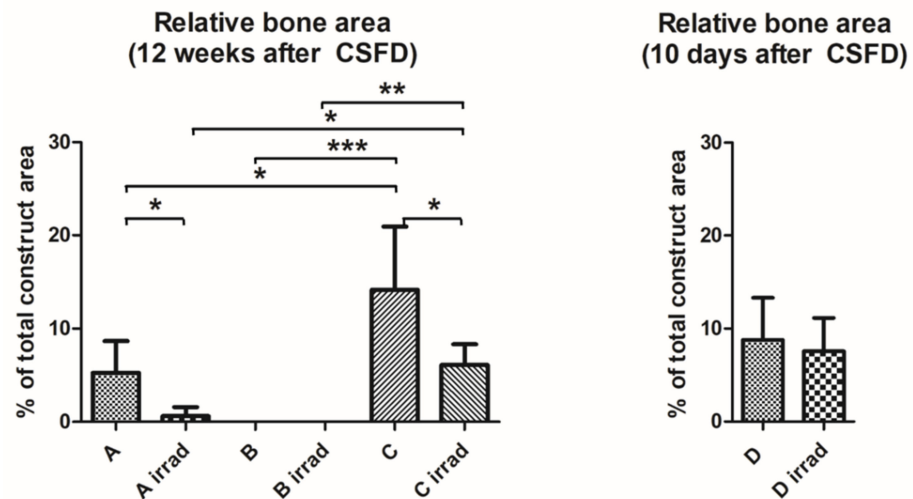 Relative bone area
(12 weeks after CSFD)
**
*
***
*
*
*
% of total construct area
30
20
10
0
A
A irrad
B
B irrad
C
C irrad
Relative bone area
(10 days after CSFD)
% of total construct area
30
20
10
0
D
D irrad